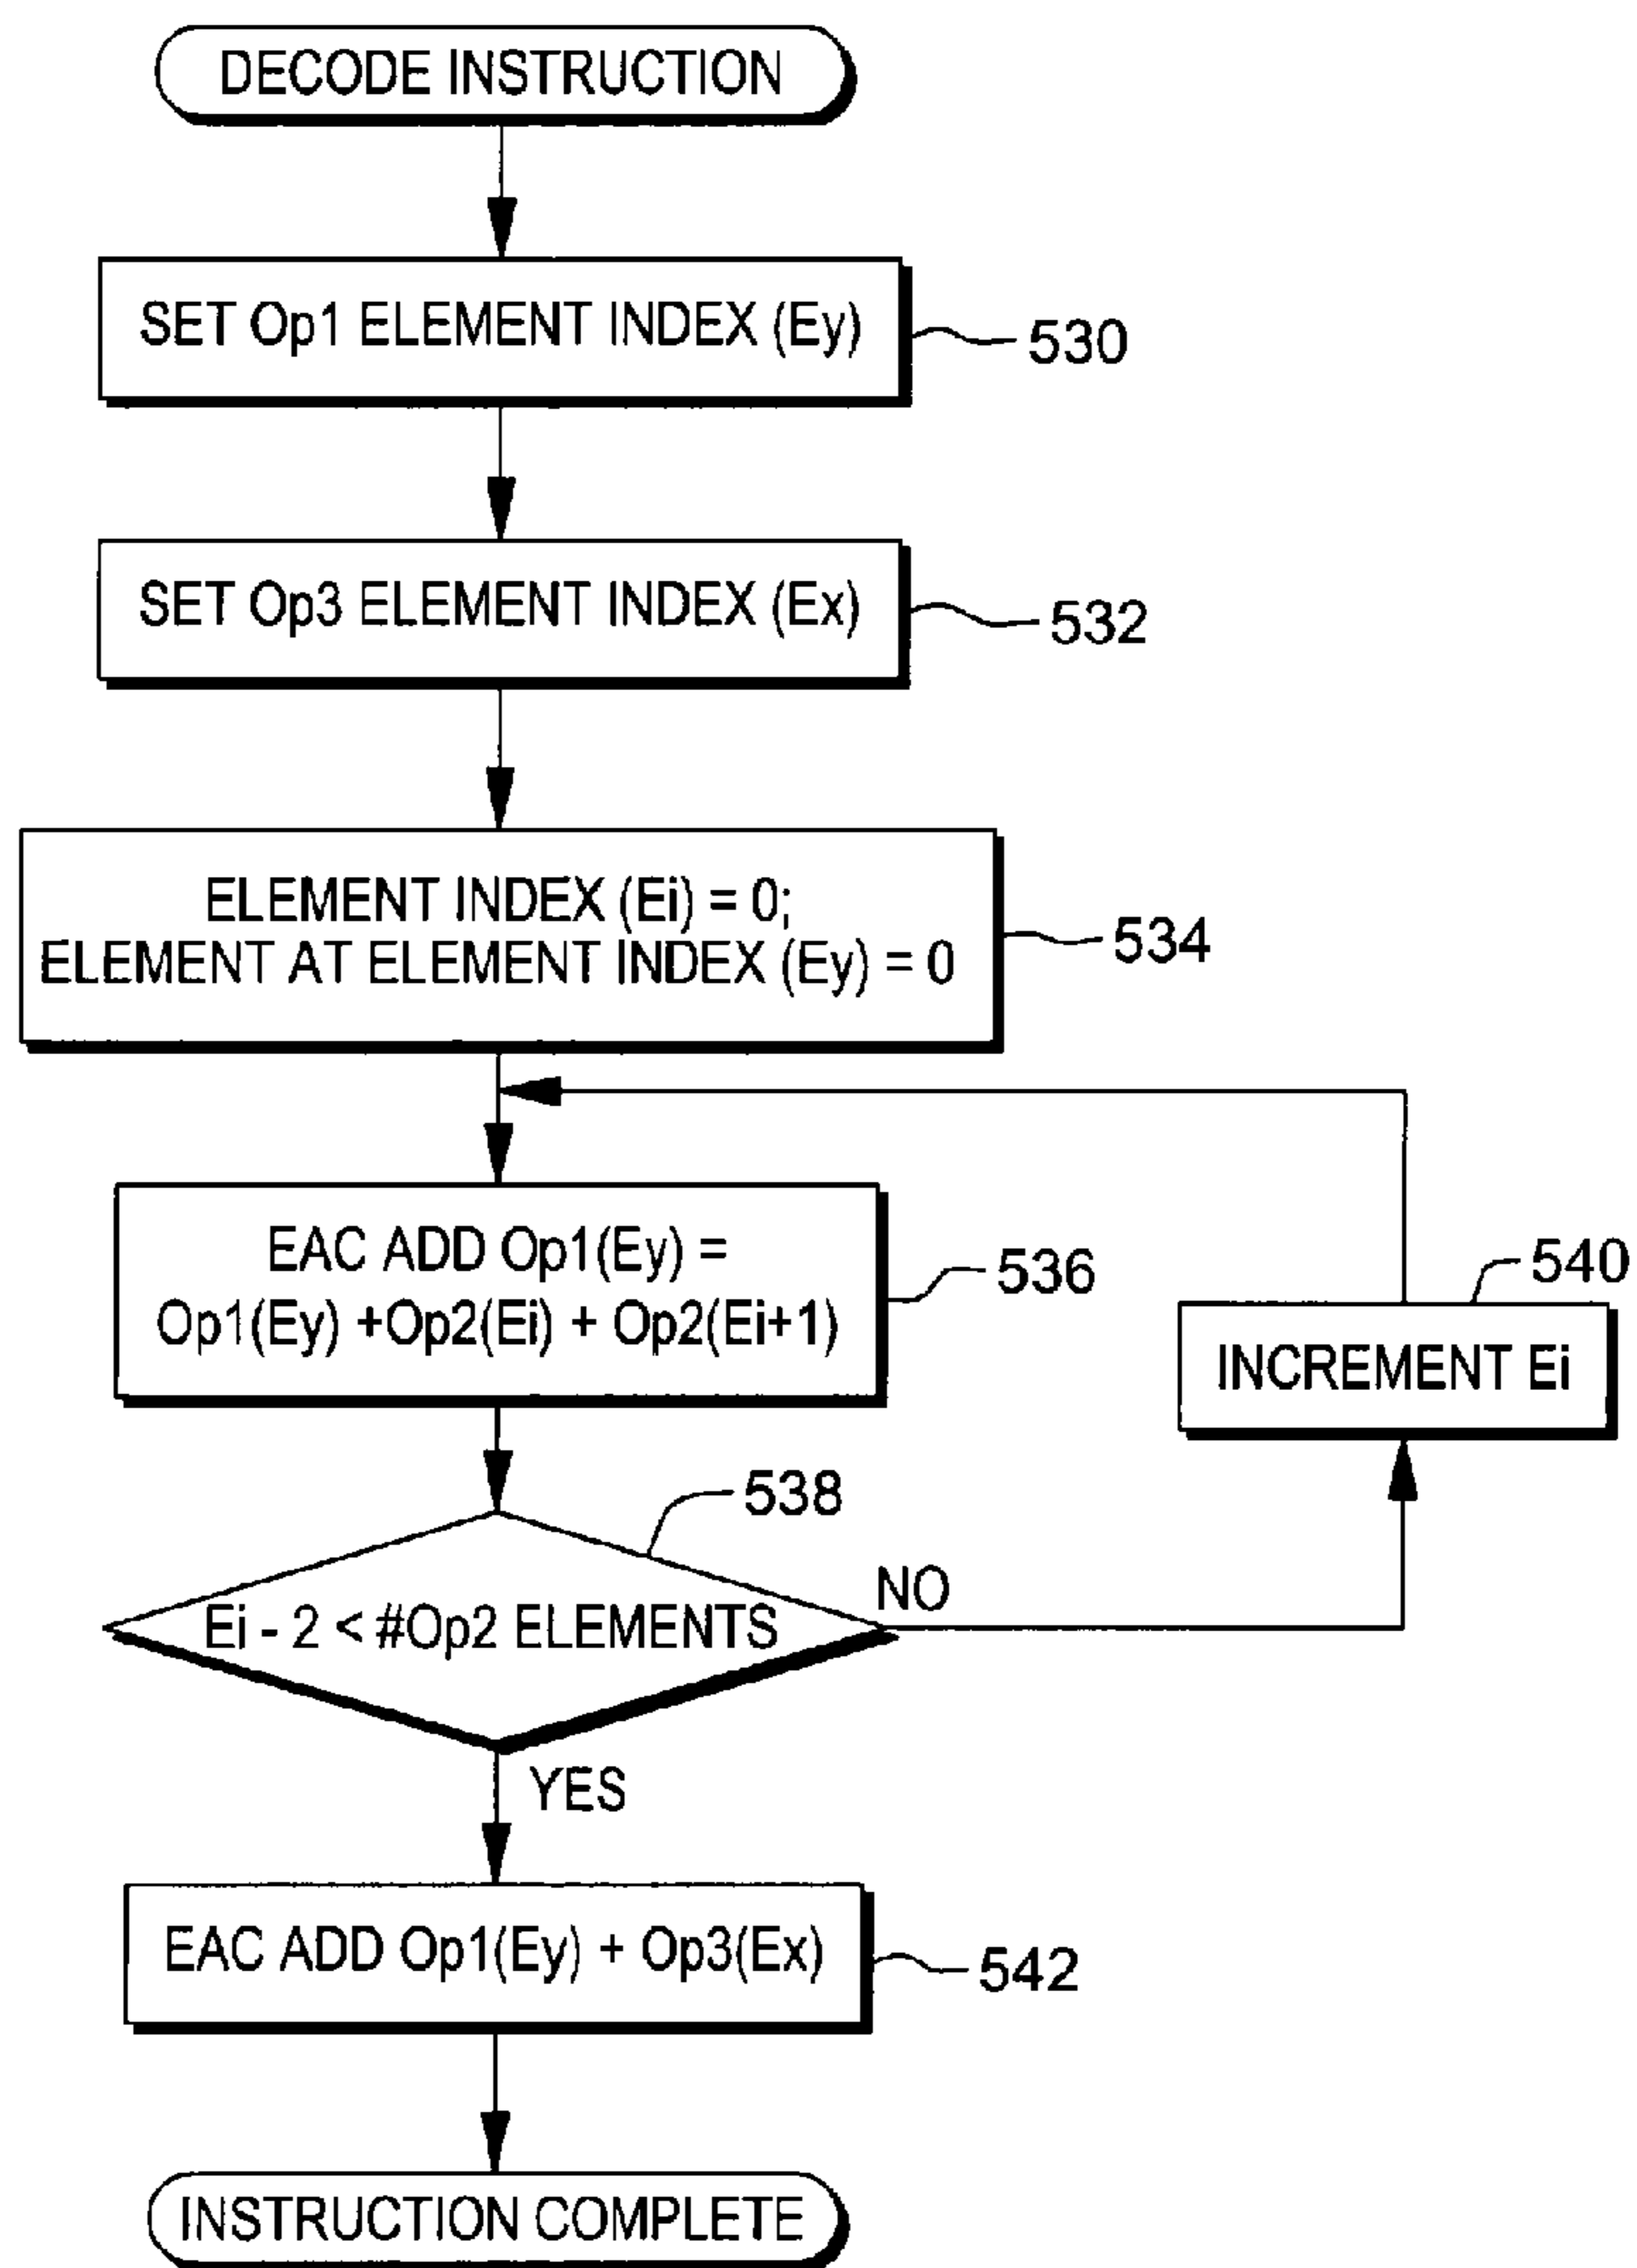 DECODE INSTRUCTION
SET Op1 ELEMENT INDEX (Ey)
530
SET Op3 ELEMENT INDEX (Ex)
532
ELEMENT INDEX (Ei) = 0;
ELEMENT AT ELEMENT INDEX (Ey) = 0
534
EAC ADD Op1(Ey) =
Op1(Ey) +Op2(Ei) + Op2(Ei+1)
536
540
INCREMENT Ei
538
Ei - 2 < #Op2 ELEMENTS
NO
YES
EAC ADD Op1(Ey) + Op3(Ex)
542
INSTRUCTION COMPLETE